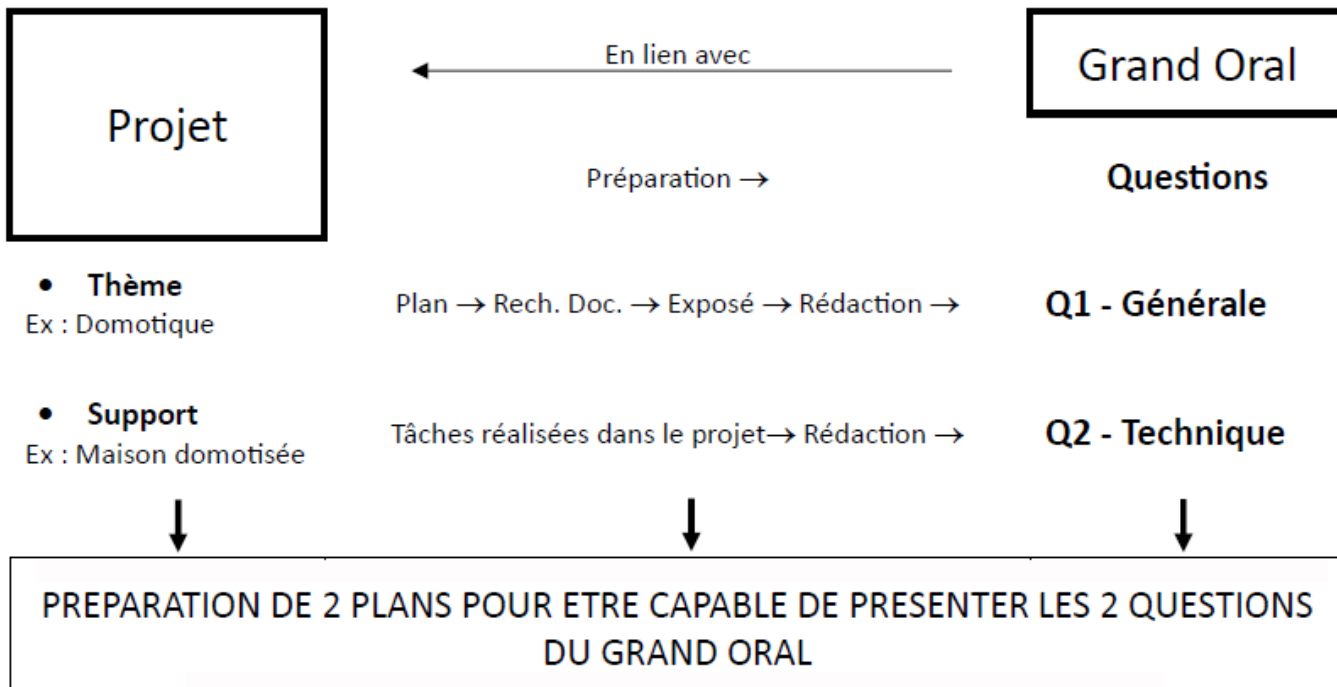 En lien avec
Grand Oral
Projet
Préparation →
Questions
• Thème
Plan → Rech. Doc. → Exposé → Rédaction →
Q1 - Générale
Ex : Domotique
• Support
Tâches réalisées dans le projet→ Rédaction →
Q2 - Technique
Ex : Maison domotisée
PREPARATION DE 2 PLANS POUR ETRE CAPABLE DE PRESENTER LES 2 QUESTIONS
DU GRAND ORAL